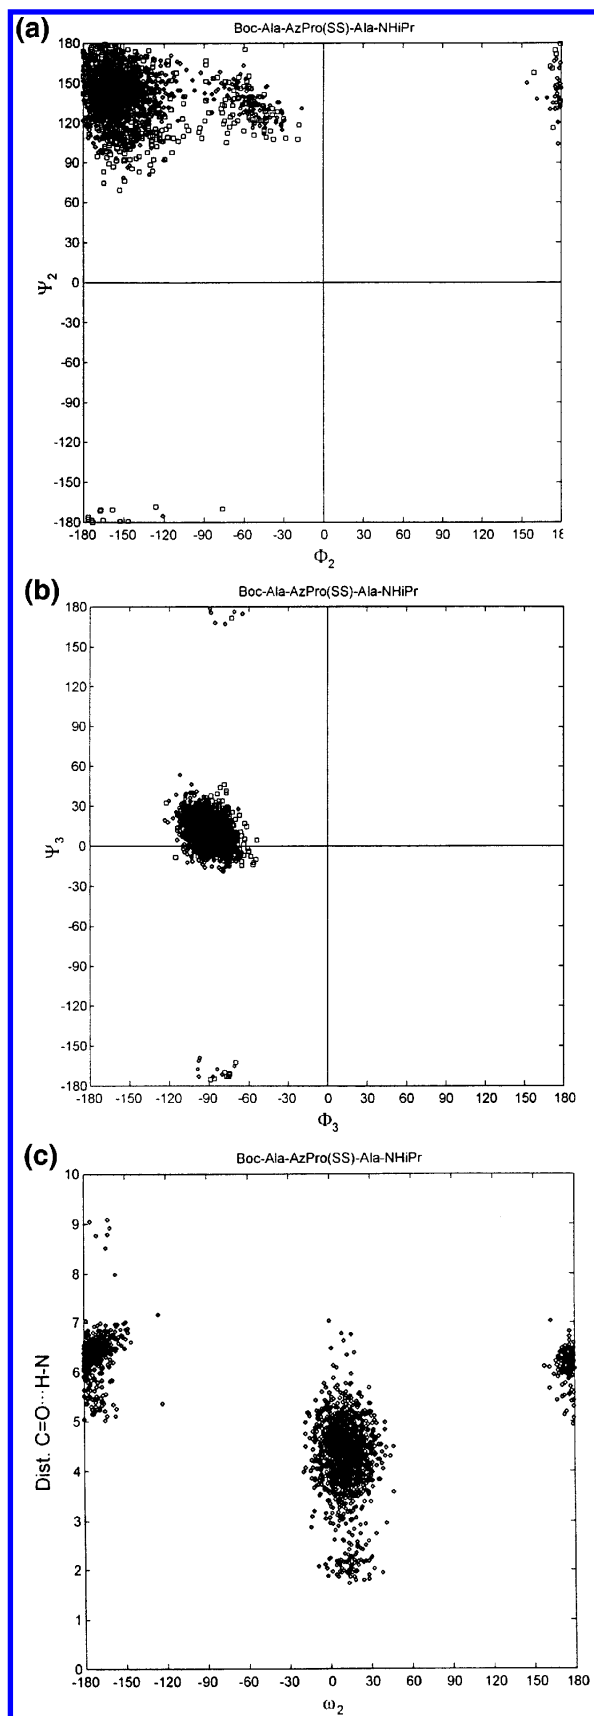 (a)
Boc-Ala-AzPro(SS)-Ala-NHiPr
180
150
120
90
60
30
0
-30
-60
-90
-120
-150
-180
Ψ2
-180 -150 -120 -90 -60 -30 0 30 60 90 120 150 18(
Φ2
(b)
Boc-Ala-AzPro(SS)-Ala-NHiPr
180
150
120
90
60
30
0
-30
-60
-90
-120
-150
-180
Ψ3
-180 -150 -120 -90 -60 -30 0 30 60 90 120 150 180
Φ3
(c)
Boc-Ala-AzPro(SS)-Ala-NHiPr
10
9
8
7
6
5
4
3
2
1
0
Dist. C=O···H-N
-180 -150 -120 -90 -60 -30 0 30 60 90 120 150 180
ω2